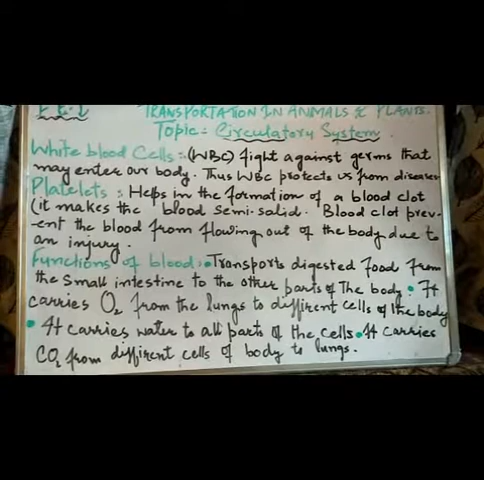 TRANSPORTATION IN ANIMALS & PLANTS.
Topic:- Circulatory System.
White blood Cells:- (WBC) fight against germs that
may enter our body. Thus WBC protects us from diseases
Platelets:- Helps in the formation of a blood clot
(it makes the blood semi-solid. Blood clot prev-
-ent the blood from flowing out of the body due to
an injury.
Functions of blood:• Transports digested food from
the small intestine to the other parts of The body • It
carries O₂ from the lungs to diffirent cells of the body
• It carries water to all parts of the cells • It carries
CO₂ from diffirent cells of body to lungs.